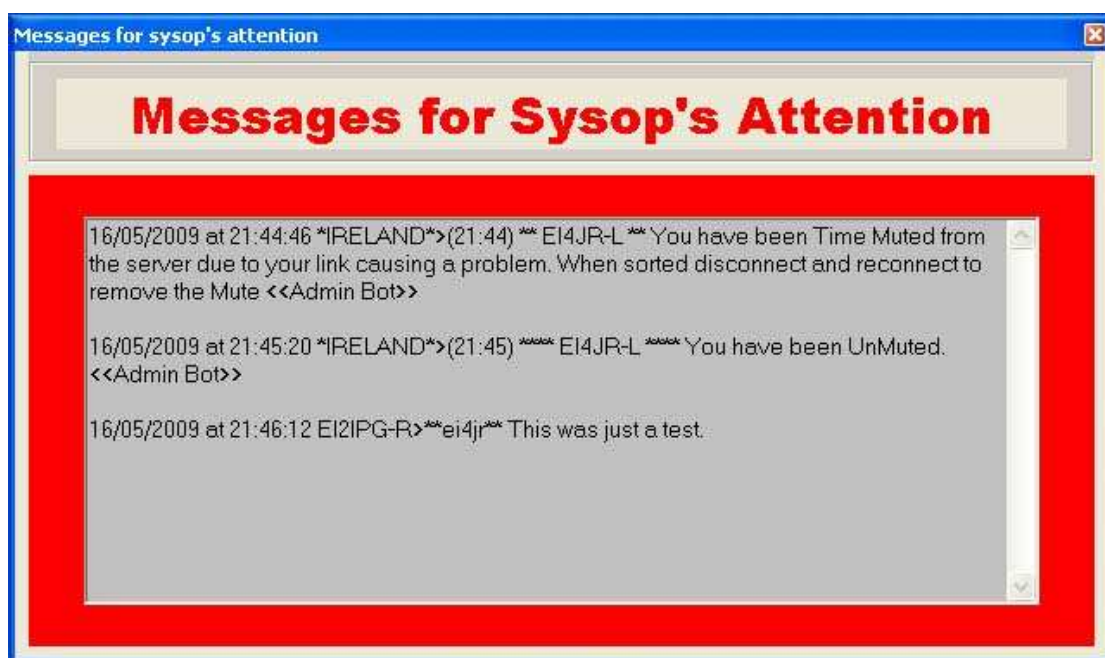 Messages for sysop's attention
Messages for Sysop's Attention
16/05/2009 at 21:44:46 *IRELAND*>(21:44) ** EI4JR-L ** You have been Time Muted from
the server due to your link causing a problem. When sorted disconnect and reconnect to
remove the Mute <<Admin Bot>>
16/05/2009 at 21:45:20 *IRELAND*>(21:45) **** EI4JR-L **** You have been UnMuted.
<<Admin Bot>>
16/05/2009 at 21:46:12 EI2IPG-R>**ei4jr** This was just a test.